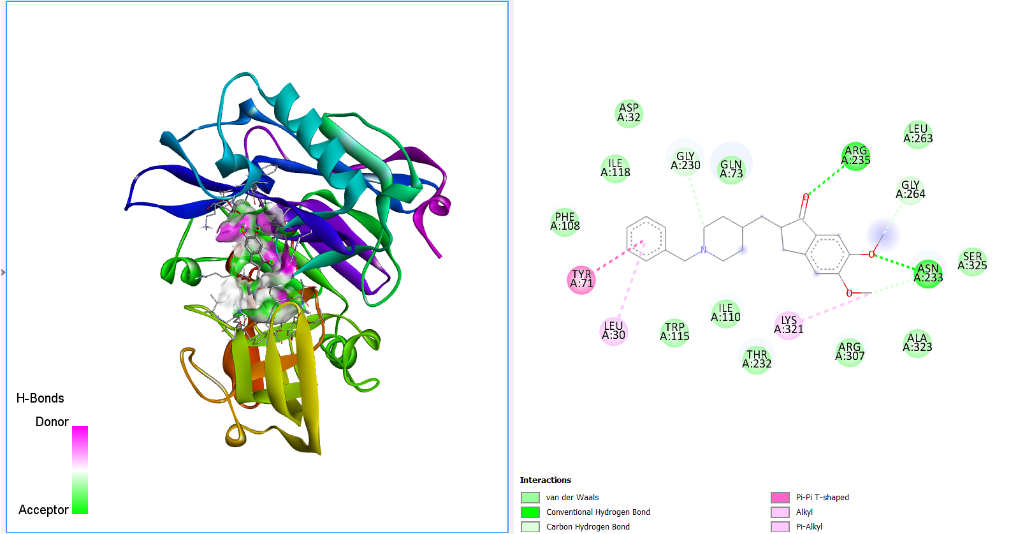 H-Bonds
Donor
Acceptor
ASP
A:32
ILE
A:118
GLY
A:230
GLN
A:73
ARG
A:235
LEU
A:263
GLY
A:264
PHE
A:108
O
N
O
O
TYR
A:71
ASN
A:233
SER
A:325
LEU
A:30
TRP
A:115
ILE
A:110
LYS
A:321
THR
A:232
ARG
A:307
ALA
A:323
Interactions
van der Waals
Conventional Hydrogen Bond
Carbon Hydrogen Bond
Pi-Pi T-shaped
Alkyl
Pi-Alkyl